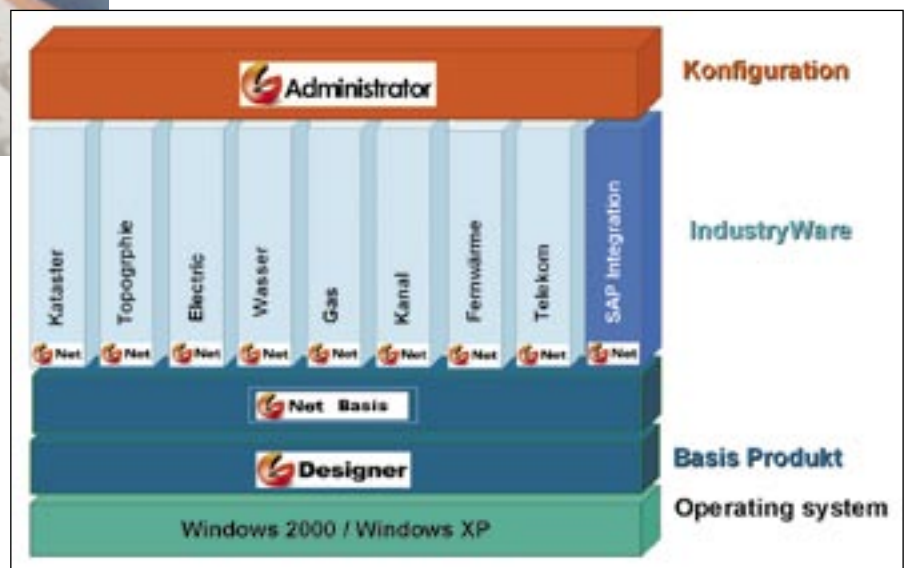 Administrator
Konfiguration
Kataster
Topogrphie
Electric
Wasser
Gas
Kanal
Fernwärme
Telekom
SAP Integration
IndustryWare
Net
Net
Net
Net
Net
Net
Net
Net
Net
Net Basis
Designer
Basis Produkt
Windows 2000 / Windows XP
Operating system